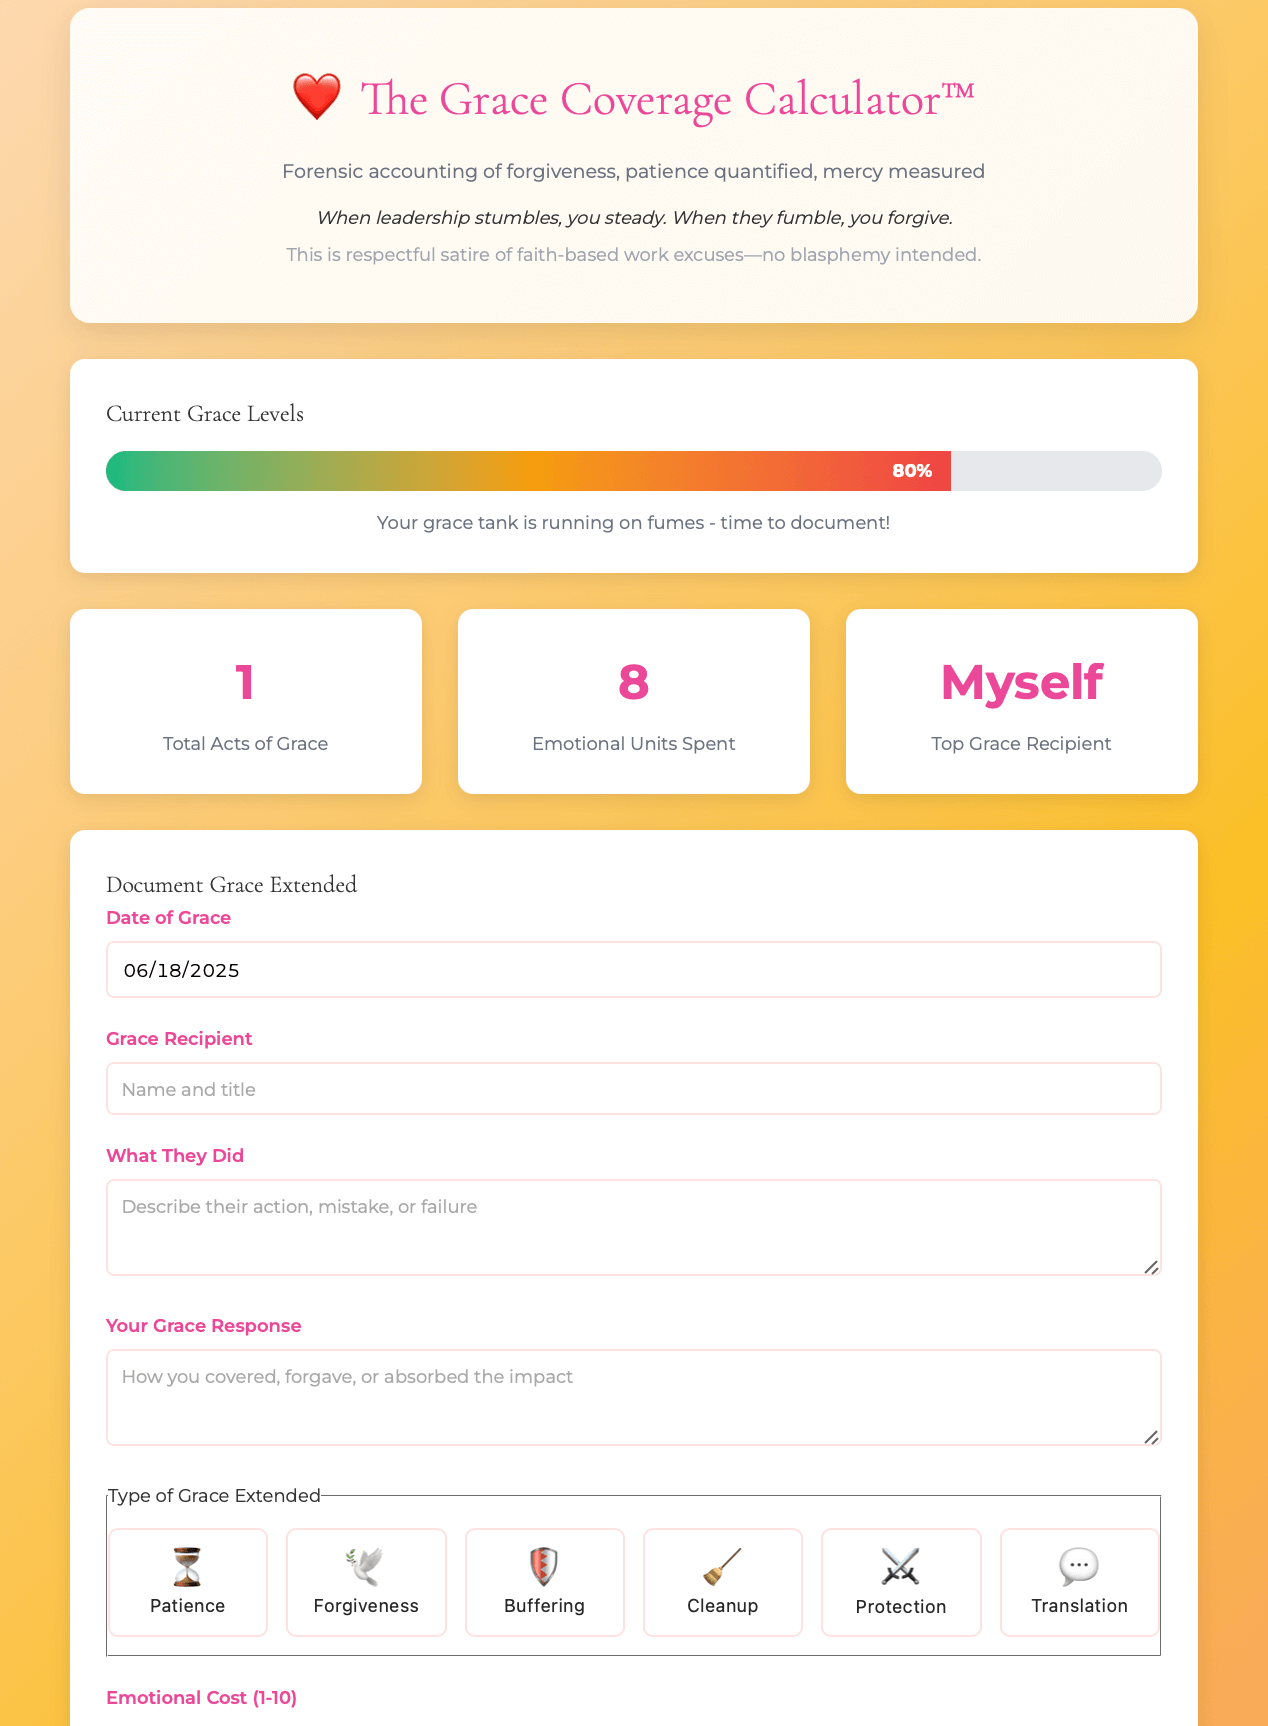 The Grace Coverage Calculator™
Forensic accounting of forgiveness, patience quantified, mercy measured
When leadership stumbles, you steady. When they fumble, you forgive.
This is respectful satire of faith-based work excuses—no blasphemy intended.
Current Grace Levels
80%
Your grace tank is running on fumes - time to document!
1
Total Acts of Grace
8
Emotional Units Spent
Myself
Top Grace Recipient
Document Grace Extended
Date of Grace
06/18/2025
Grace Recipient
Name and title
What They Did
Describe their action, mistake, or failure
Your Grace Response
How you covered, forgave, or absorbed the impact
Type of Grace Extended
Patience
Forgiveness
Buffering
Cleanup
Protection
Translation
Emotional Cost (1-10)